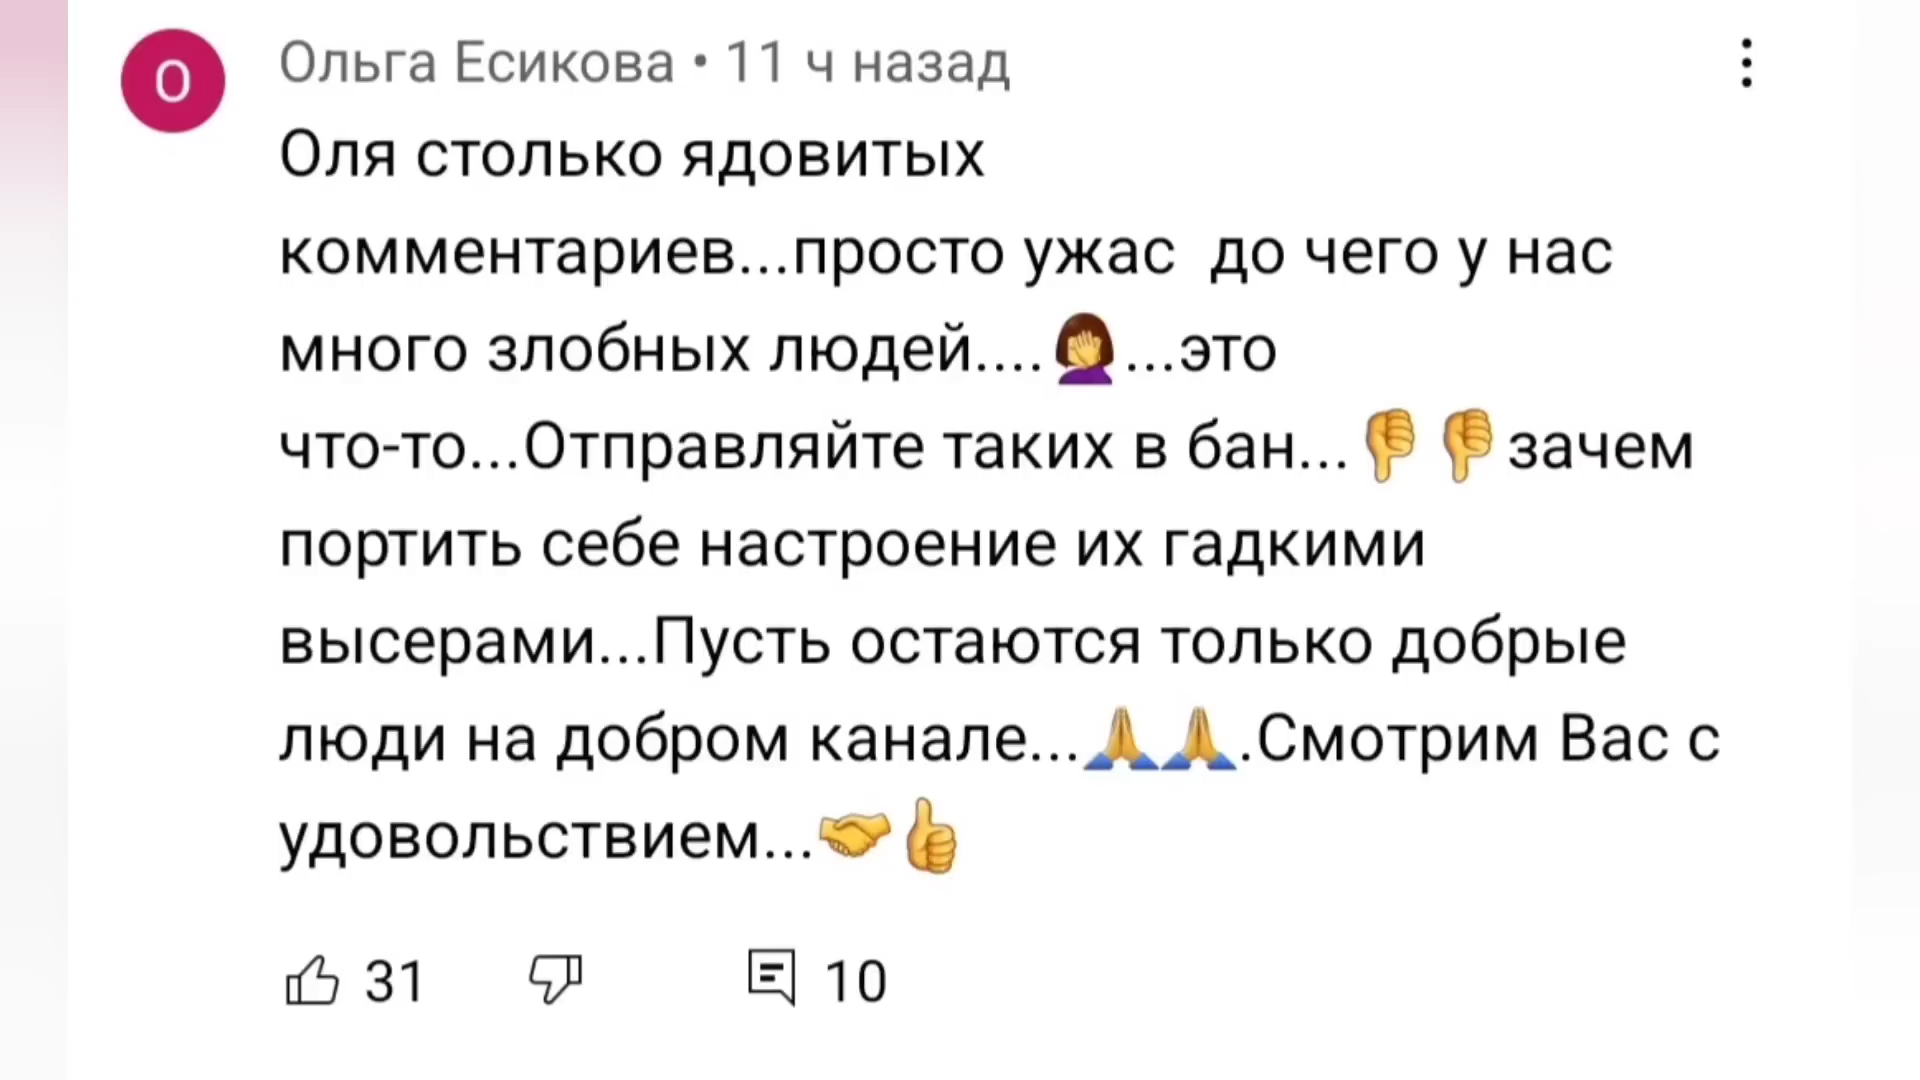 О
Ольга Есикова • 11 ч назад
Оля столько ядовитых
комментариев...просто ужас  до чего у нас
много злобных людей....🤦‍♀️...это
что-то...Отправляйте таких в бан...👎👎зачем
портить себе настроение их гадкими
высерами...Пусть остаются только добрые
люди на добром канале...🙏🙏.Смотрим Вас с
удовольствием...🤝👍
31 10